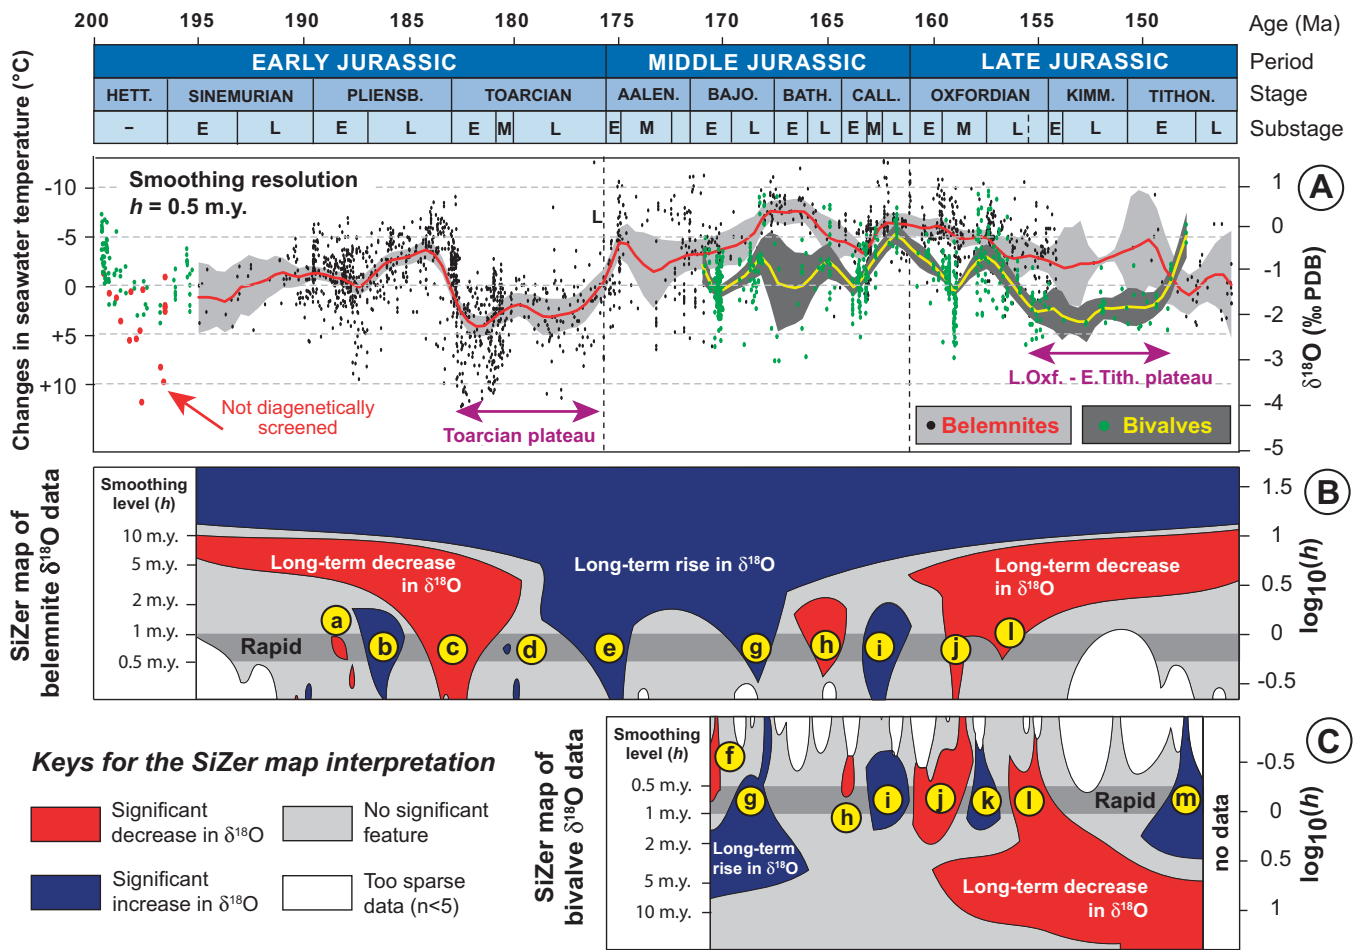 200 190 185 180 175 170 165 160 155 150 Age (Ma)
EARLY JURASSIC MIDDLE JURASSIC LATE JURASSIC Period
HETT. SINEMURIAN PLIENSB. TOARCIAN AALEN. BAJO. BATH. CALL. OXFORDIAN KIMM. TITHON. Stage
– E L E L E M L E M E L E L E M L E M L E L E L Substage
Changes in seawater temperature (°C)
-10
-5
0
+5
+10
Smoothing resolution
h = 0.5 m.y.
L
Not diagenetically
screened
Toarcian plateau
L.Oxf. - E.Tith. plateau
Belemnites Bivalves
1
0
-1
-2
-3
-4
-5
δ18O (‰ PDB)
A
SiZer map of
belemnite δ18O data
Smoothing
level (h)
10 m.y.
5 m.y.
2 m.y.
1 m.y.
0.5 m.y.
Long-term decrease
in δ18O
Long-term rise in δ18O
Long-term decrease
in δ18O
Rapid
a b c d e g h i j l
1.5
1
0.5
0
-0.5
log10(h)
B
Keys for the SiZer map interpretation
Significant
decrease in δ18O
No significant
feature
Significant
increase in δ18O
Too sparse
data (n<5)
SiZer map of
bivalve δ18O data
Smoothing
level (h)
0.5 m.y.
1 m.y.
2 m.y.
5 m.y.
10 m.y.
f g h i j k l m
Rapid
Long-term
rise in δ18O
Long-term decrease
in δ18O
no data
-0.5
0
0.5
1
log10(h)
C